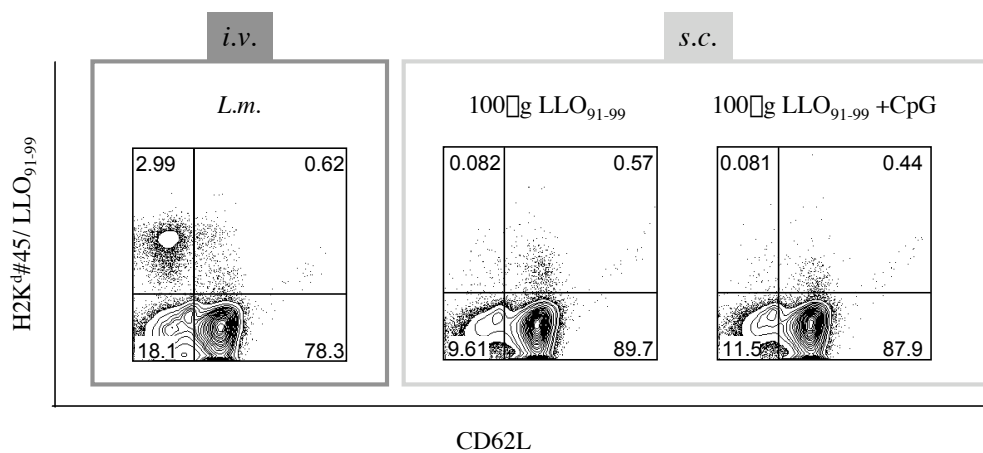 i.v.
s.c.
L.m.
100□g LLO91-99
100□g LLO91-99 +CpG
H2Kd#45/ LLO91-99
2.99
0.62
18.1
78.3
0.082
0.57
9.61
89.7
0.081
0.44
11.5
87.9
CD62L